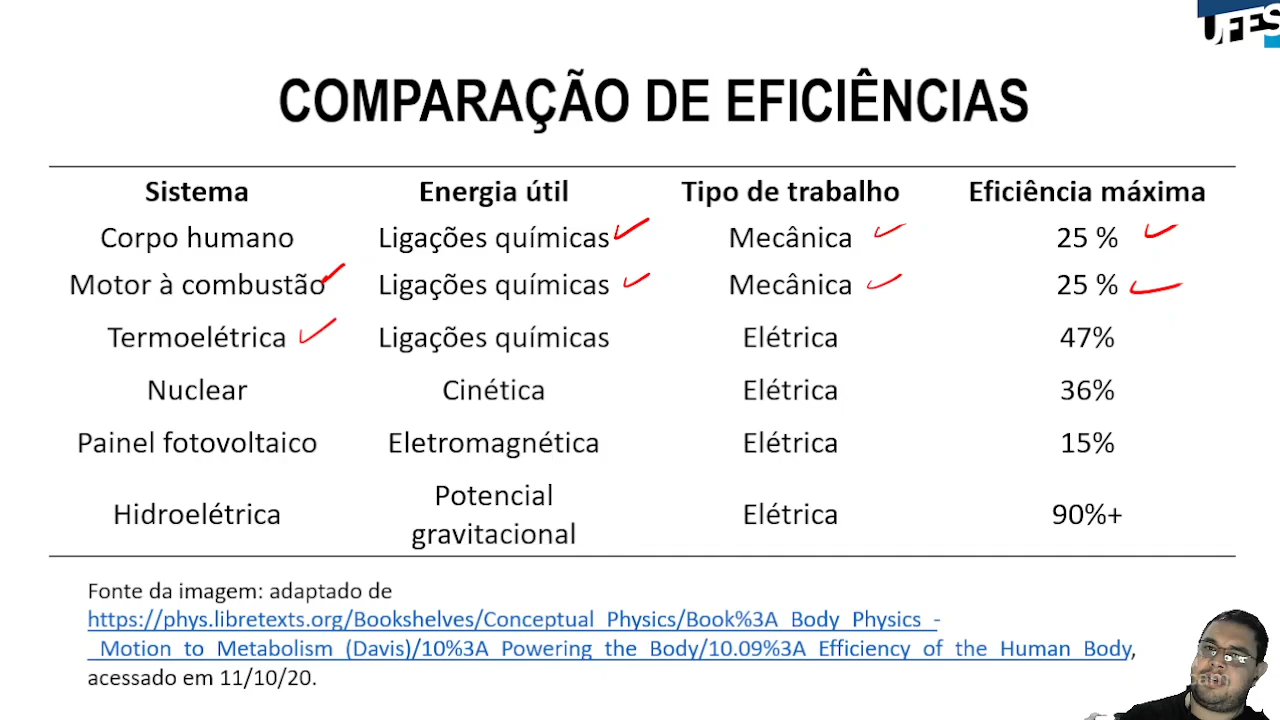 UFES
COMPARAÇÃO DE EFICIÊNCIAS
Sistema Energia útil Tipo de trabalho Eficiência máxima
Corpo humano Ligações químicas Mecânica 25 %
Motor à combustão Ligações químicas Mecânica 25 %
Termoelétrica Ligações químicas Elétrica 47%
Nuclear Cinética Elétrica 36%
Painel fotovoltaico Eletromagnética Elétrica 15%
Hidroelétrica Potencial gravitacional Elétrica 90%+
Fonte da imagem: adaptado de
https://phys.libretexts.org/Bookshelves/Conceptual_Physics/Book%3A_Body_Physics_-
_Motion_to_Metabolism_(Davis)/10%3A_Powering_the_Body/10.09%3A_Efficiency_of_the_Human_Body,
acessado em 11/10/20.